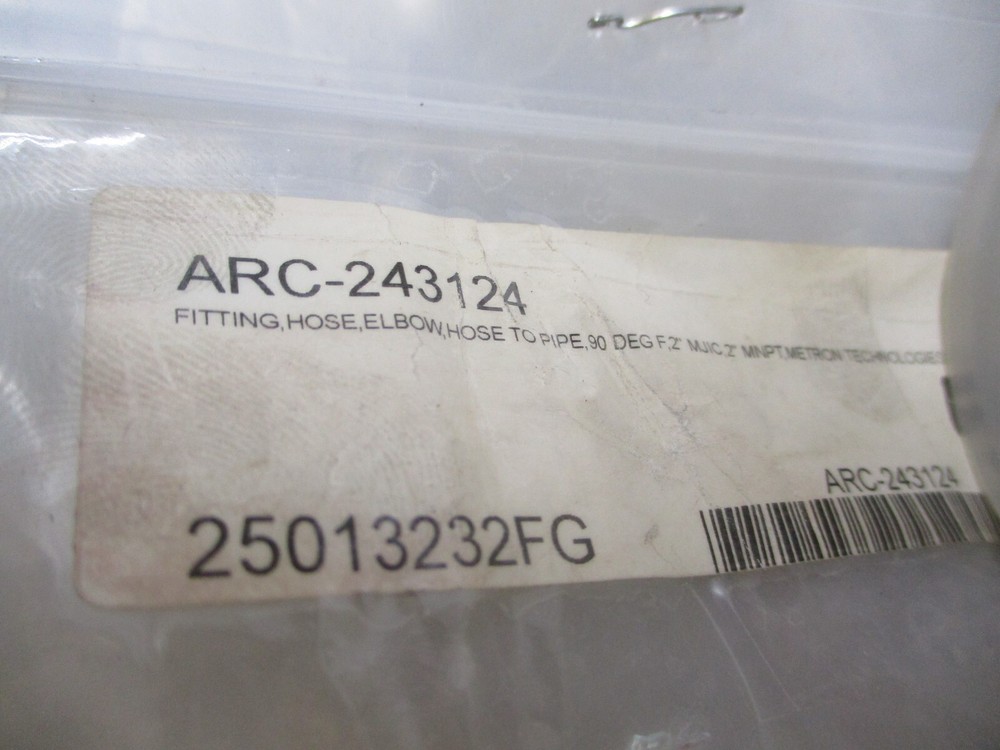 ARC-243124
FITTING,HOSE,ELBOW,HOSE TO PIPE,90 DEG F,2" MJIC,2" MNPT,METRON TECHNOLOGIES
ARC-243124
25013232FG